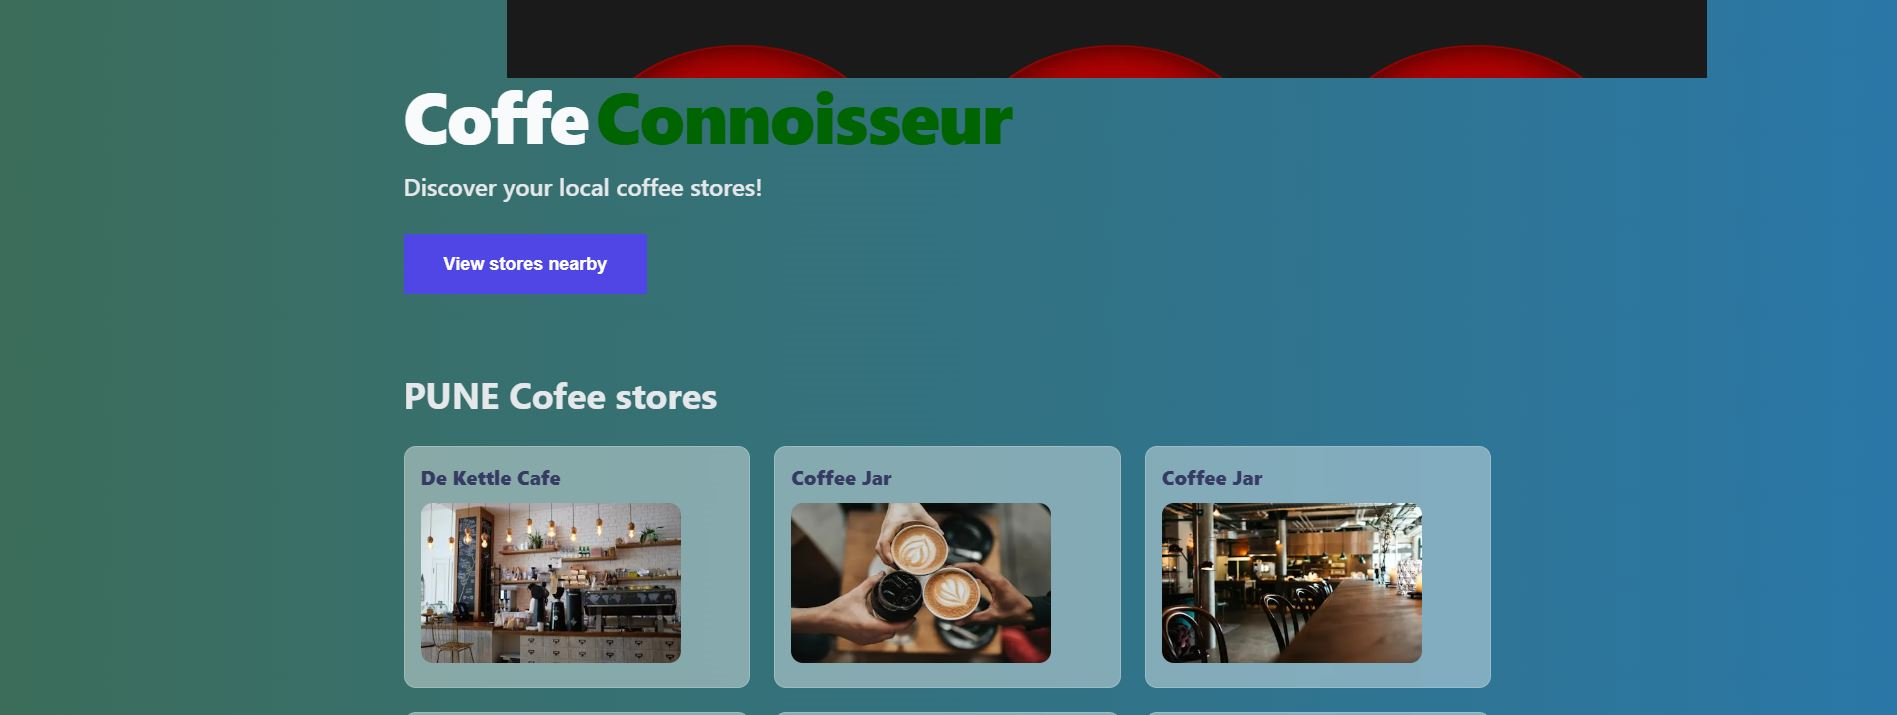 Coffe Connoisseur
Discover your local coffee stores!
View stores nearby
PUNE Cofee stores
De Kettle Cafe
Coffee Jar
Coffee Jar